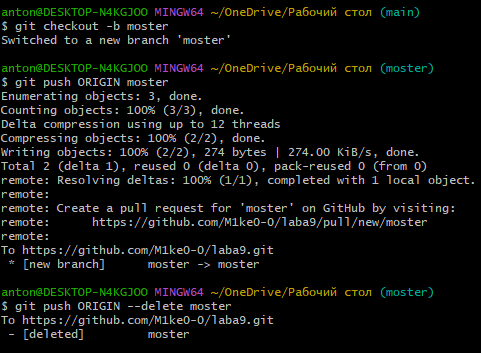 anton@DESKTOP-N4KGJOO MINGW64 ~/OneDrive/Рабочий стол (main)
$ git checkout -b moster
Switched to a new branch 'moster'

anton@DESKTOP-N4KGJOO MINGW64 ~/OneDrive/Рабочий стол (moster)
$ git push ORIGIN moster
Enumerating objects: 3, done.
Counting objects: 100% (3/3), done.
Delta compression using up to 12 threads
Compressing objects: 100% (2/2), done.
Writing objects: 100% (2/2), 274 bytes | 274.00 KiB/s, done.
Total 2 (delta 1), reused 0 (delta 0), pack-reused 0 (from 0)
remote: Resolving deltas: 100% (1/1), completed with 1 local object.
remote:
remote: Create a pull request for 'moster' on GitHub by visiting:
remote:      https://github.com/M1ke0-0/laba9/pull/new/moster
remote:
To https://github.com/M1ke0-0/laba9.git
 * [new branch]      moster -> moster

anton@DESKTOP-N4KGJOO MINGW64 ~/OneDrive/Рабочий стол (moster)
$ git push ORIGIN --delete moster
To https://github.com/M1ke0-0/laba9.git
 - [deleted]         moster